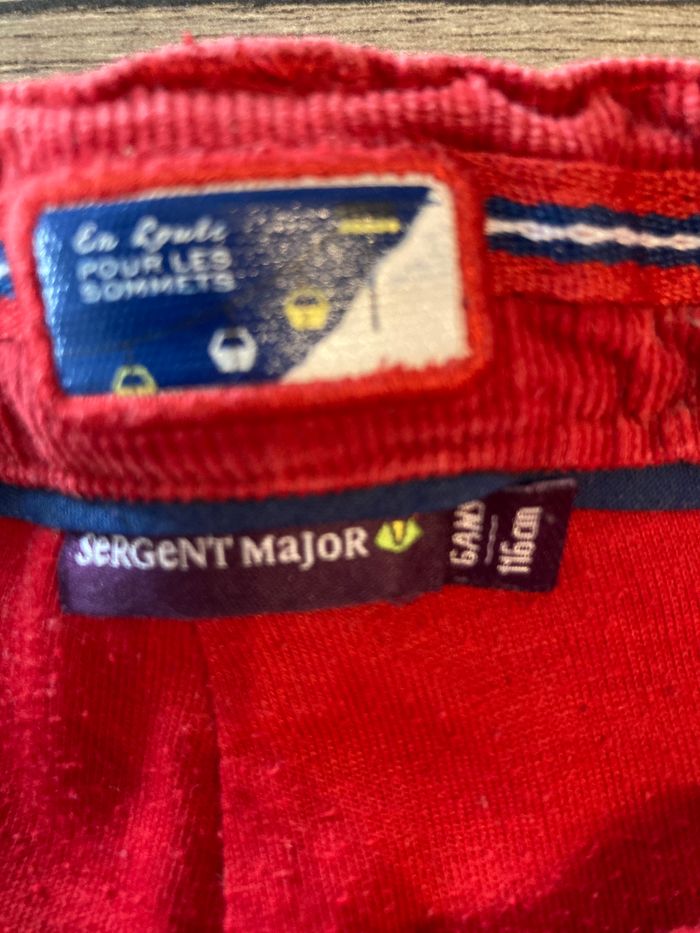 En Route
POUR LES
SOMMETS
SeRGeNT MaJoR
6ANS
116cm